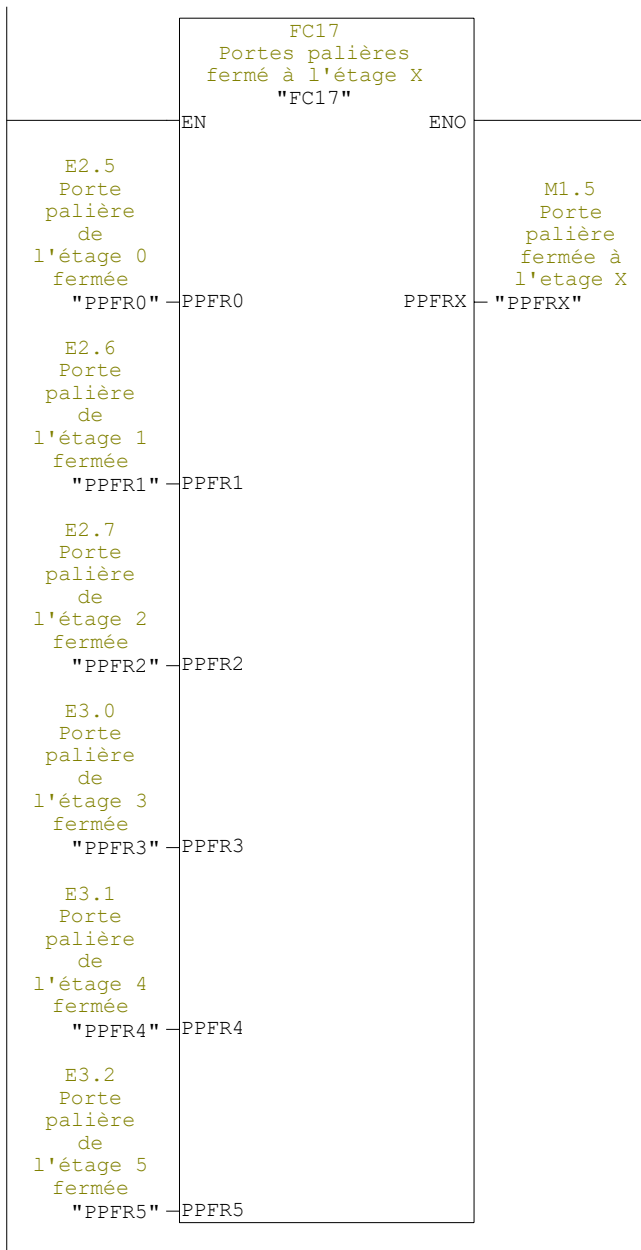 FC17
Portes palières
fermé à l'étage X
"FC17"
EN ENO
E2.5
Porte
palière
de
l'étage 0
fermée
"PPFR0" PPFR0
M1.5
Porte
palière
fermée à
l'etage X
PPFRX "PPFRX"
E2.6
Porte
palière
de
l'étage 1
fermée
"PPFR1" PPFR1
E2.7
Porte
palière
de
l'étage 2
fermée
"PPFR2" PPFR2
E3.0
Porte
palière
de
l'étage 3
fermée
"PPFR3" PPFR3
E3.1
Porte
palière
de
l'étage 4
fermée
"PPFR4" PPFR4
E3.2
Porte
palière
de
l'étage 5
fermée
"PPFR5" PPFR5